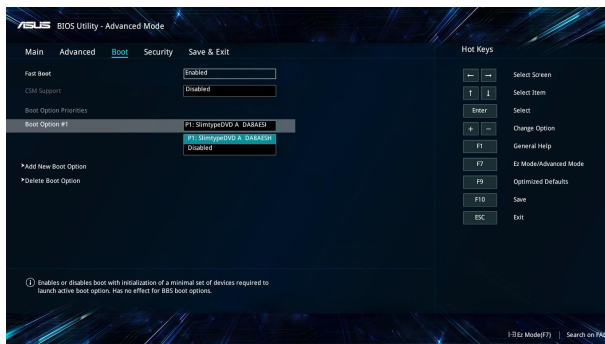 ASUS BIOS Utility - Advanced Mode
Main Advanced Boot Security Save & Exit
Hot Keys
Fast Boot Enabled
CSM Support Disabled
Boot Option Priorities
Boot Option #1 P1: SlimtypeDVD A DA8AESH
P1: SlimtypeDVD A DA8AESH
Disabled
>Add New Boot Option
>Delete Boot Option
← → Select Screen
↑ ↓ Select Item
Enter Select
+ − Change Option
F1 General Help
F7 Ez Mode/Advanced Mode
F9 Optimized Defaults
F10 Save
ESC Exit
Enables or disables boot with initialization of a minimal set of devices required to
launch active boot option. Has no effect for BBS boot options.
Ez Mode(F7) | Search on FAQ